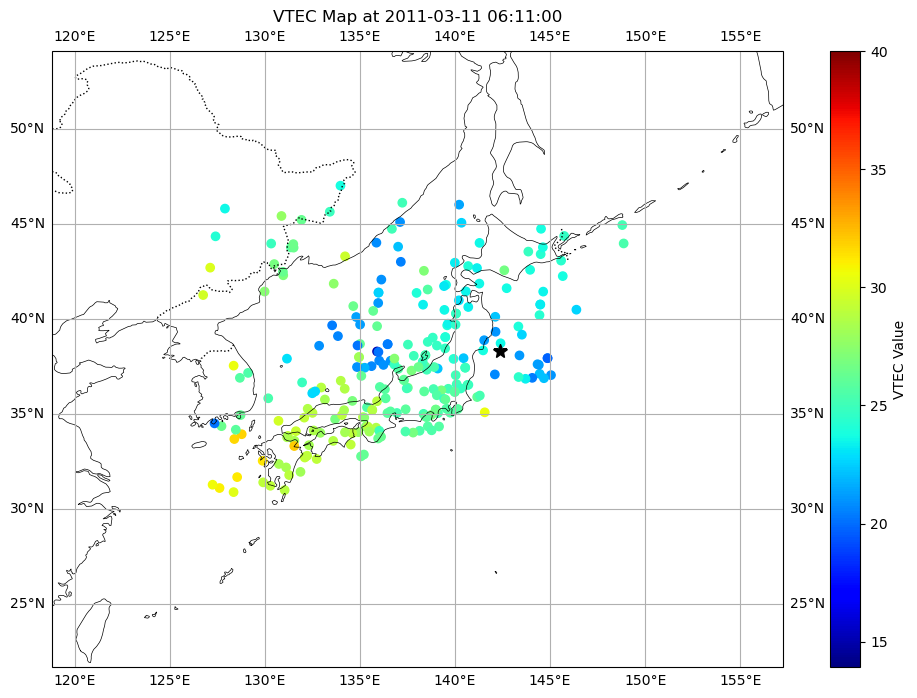 VTEC Map at 2011-03-11 06:11:00
120°E 125°E 130°E 135°E 140°E 145°E 150°E 155°E
40
50°N 50°N
35
45°N 45°N
40°N 40°N
30
VTEC Value
35°N 35°N
25
30°N 30°N
20
25°N 25°N
15
120°E 125°E 130°E 135°E 140°E 145°E 150°E 155°E